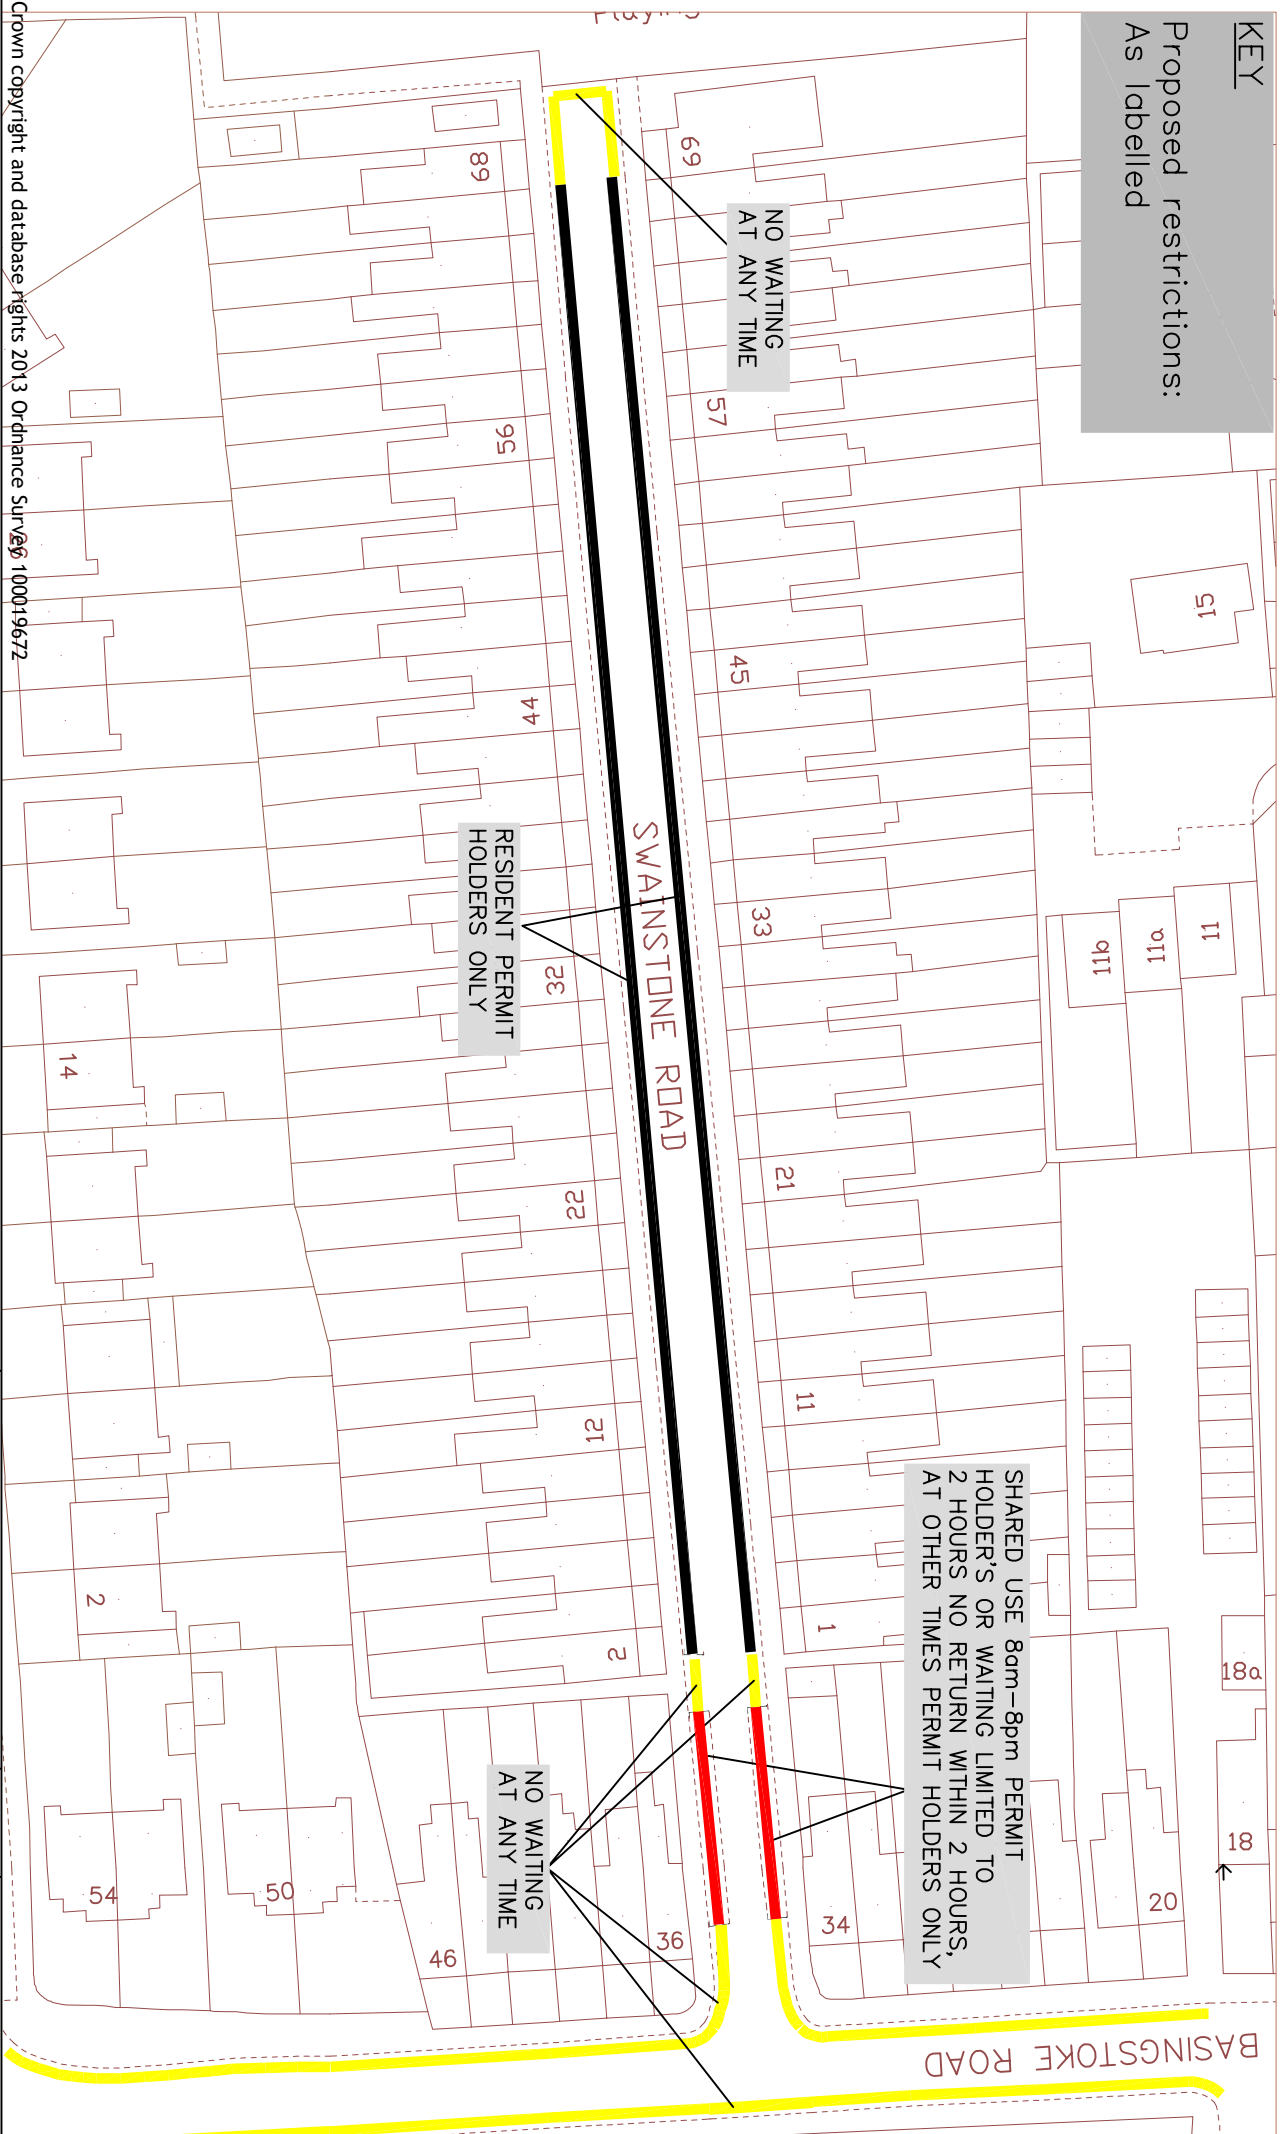 KEY
Proposed restrictions:
As labelled
NO WAITING
AT ANY TIME
SHARED USE 8am-8pm PERMIT
HOLDER'S OR WAITING LIMITED TO
2 HOURS NO RETURN WITHIN 2 HOURS,
AT OTHER TIMES PERMIT HOLDERS ONLY
RESIDENT PERMIT
HOLDERS ONLY
NO WAITING
AT ANY TIME
SWAINSTONE ROAD
BASINGSTOKE ROAD
69
57
45
33
21
11
1
68
56
44
32
22
12
2
15
11
11a
11b
18a
18
20
34
36
46
50
54
2
14
26
Crown copyright and database rights 2013 Ordnance Survey 100019672